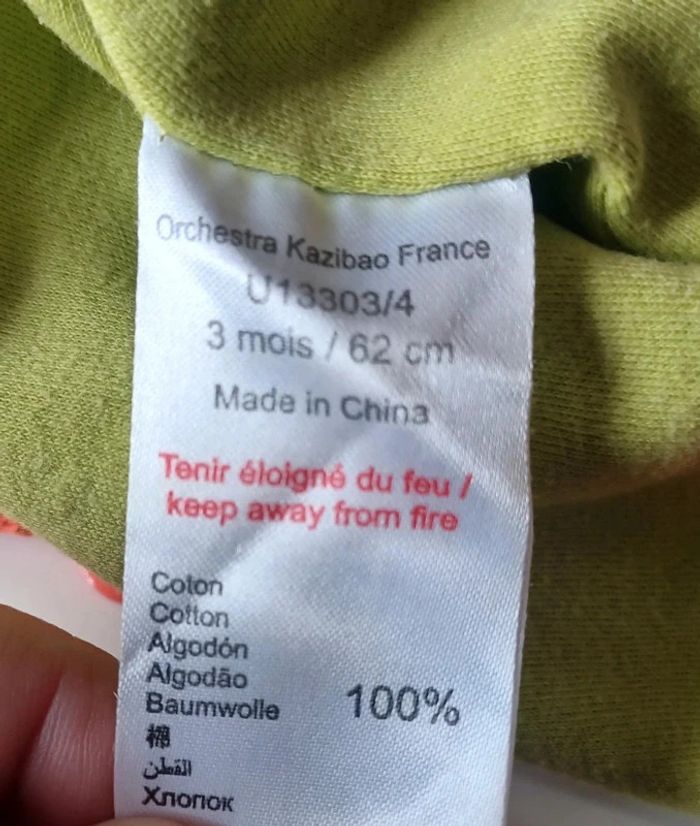 Orchestra Kazibao France
U13303/4
3 mois / 62 cm
Made in China
Tenir éloigné du feu /
keep away from fire
Coton
Cotton
Algodón
Algodão
Baumwolle
100%
棉
القطن
Хлопок